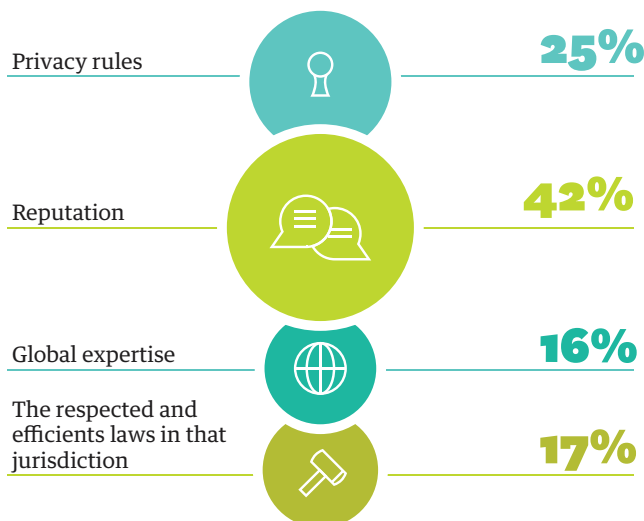 Privacy rules 25%
Reputation 42%
Global expertise 16%
The respected and
efficients laws in that
jurisdiction 17%